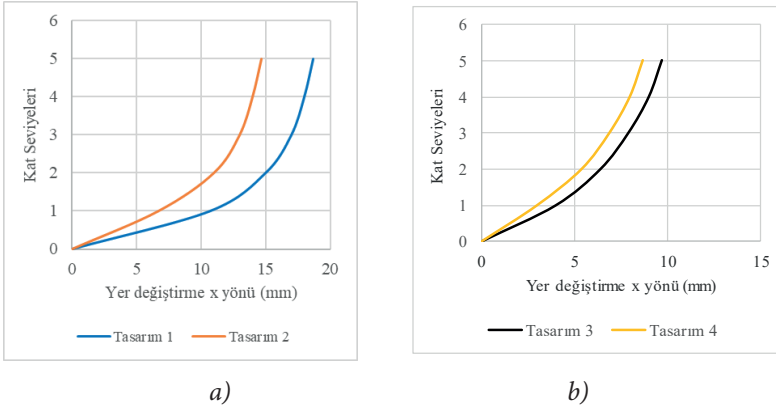 6
5
4
3
2
1
0
Kat Seviyeleri
0 5 10 15 20
Yer değiştirme x yönü (mm)
Tasarım 1 Tasarım 2
a)
6
5
4
3
2
1
0
Kat Seviyeleri
0 5 10 15
Yer değiştirme x yönü (mm)
Tasarım 3 Tasarım 4
b)